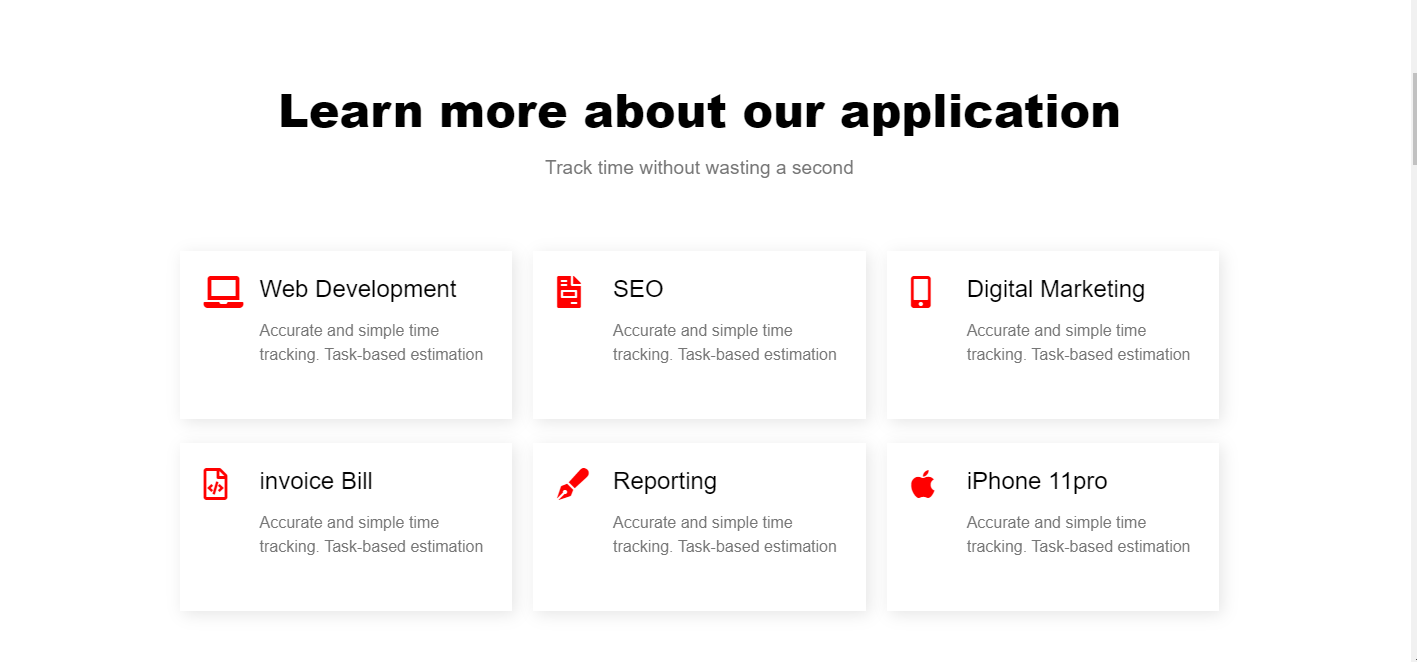 Learn more about our application
Track time without wasting a second
Web Development
Accurate and simple time
tracking. Task-based estimation
SEO
Accurate and simple time
tracking. Task-based estimation
Digital Marketing
Accurate and simple time
tracking. Task-based estimation
invoice Bill
Accurate and simple time
tracking. Task-based estimation
Reporting
Accurate and simple time
tracking. Task-based estimation
iPhone 11pro
Accurate and simple time
tracking. Task-based estimation